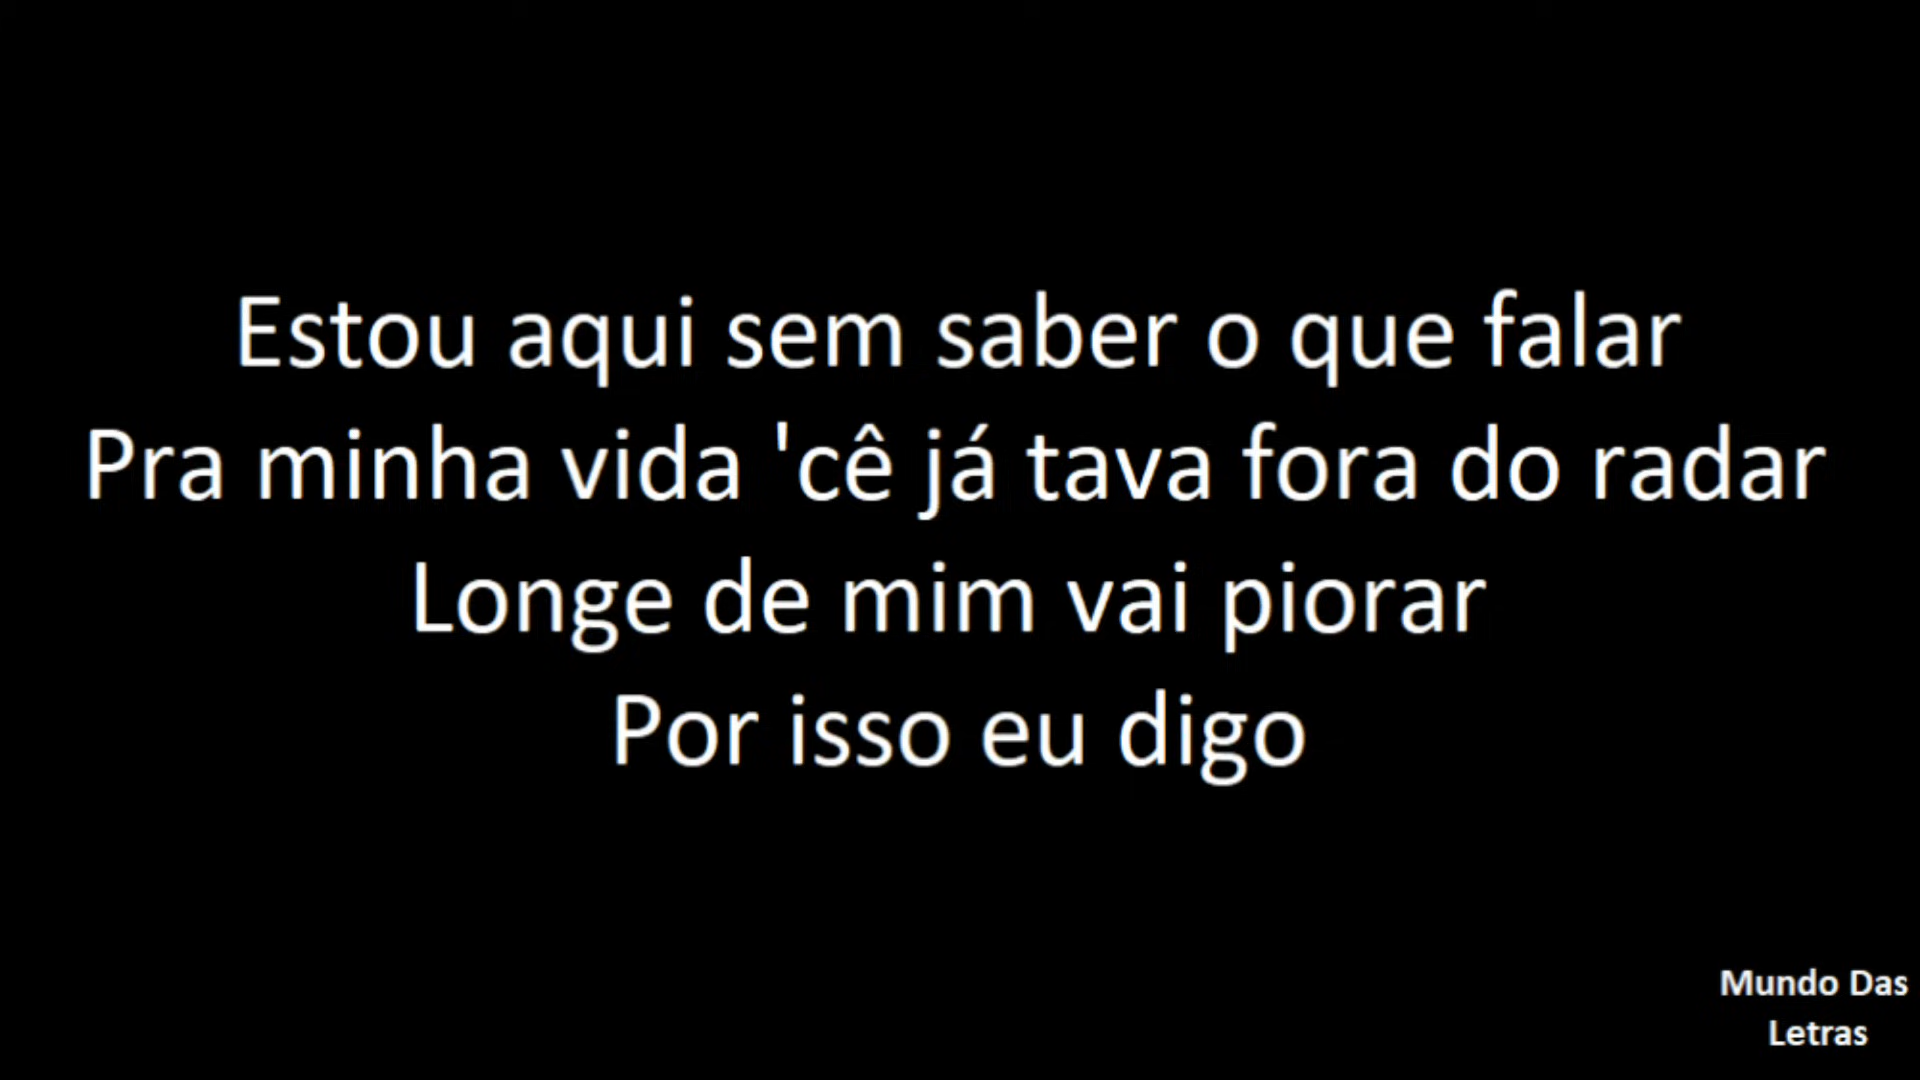 Estou aqui sem saber o que falar
Pra minha vida 'cê já tava fora do radar
Longe de mim vai piorar
Por isso eu digo
Mundo Das
Letras